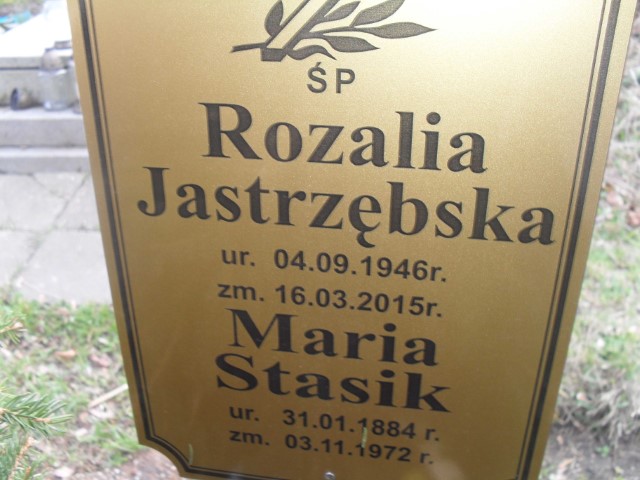 ŚP
Rozalia
Jastrzębska
ur. 04.09.1946r.
zm. 16.03.2015r.
Maria
Stasik
ur. 31.01.1884 r.
zm. 03.11.1972 r.